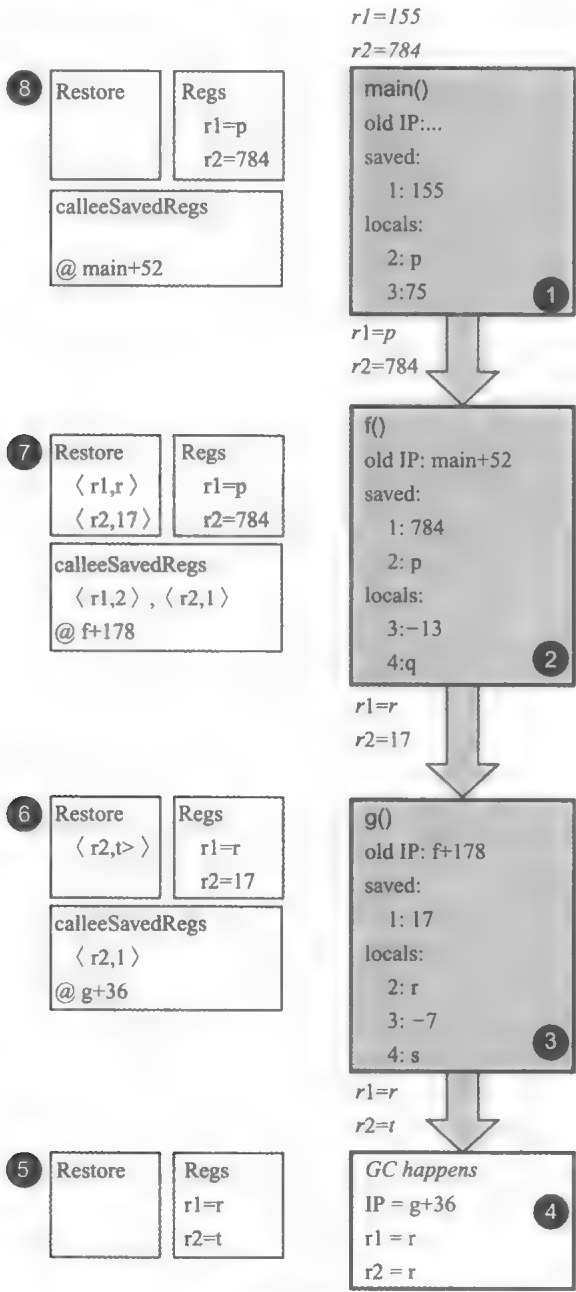 r1=155
r2=784
8
Restore
Regs
r1=p
r2=784
calleeSavedRegs
@ main+52
main()
old IP:...
saved:
1: 155
locals:
2: p
3:75
1
r1=p
r2=784
7
Restore
〈 r1,r 〉
〈 r2,17 〉
Regs
r1=p
r2=784
calleeSavedRegs
〈 r1,2 〉 , 〈 r2,1 〉
@ f+178
f()
old IP: main+52
saved:
1: 784
2: p
locals:
3:−13
4:q
2
r1=r
r2=17
6
Restore
〈 r2,t> 〉
Regs
r1=r
r2=17
calleeSavedRegs
〈 r2,1 〉
@ g+36
g()
old IP: f+178
saved:
1: 17
locals:
2: r
3: −7
4: s
3
r1=r
r2=t
5
Restore
Regs
r1=r
r2=t
GC happens
IP = g+36
r1 = r
r2 = r
4